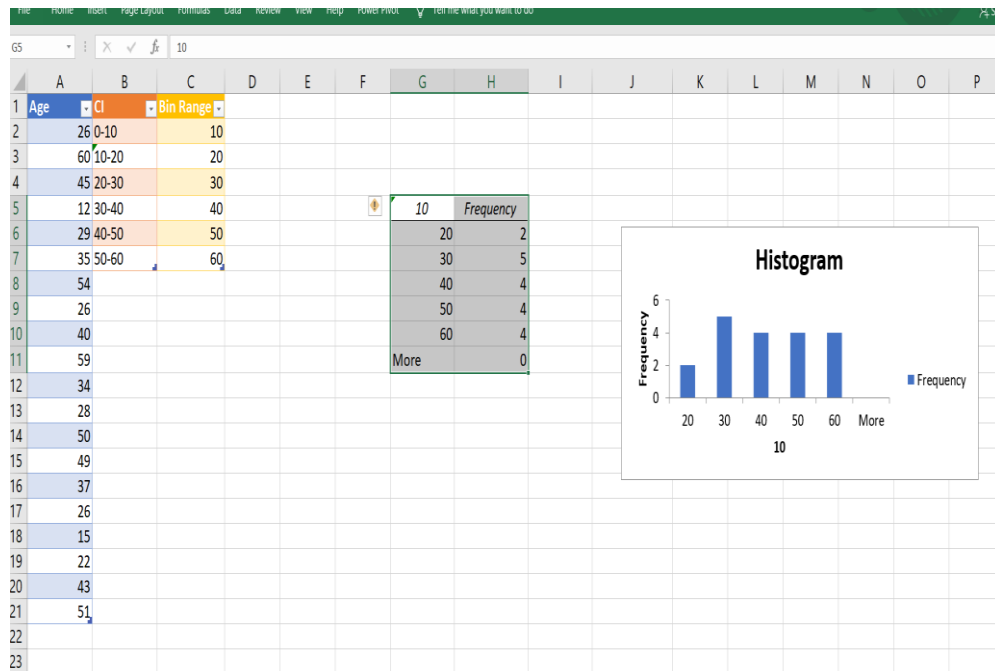 File Home Insert Page Layout Formulas Data Review View Help Power Pivot Tell me what you want to do
G5 fx 10
A B C D E F G H I J K L M N O P
1 Age CI Bin Range
2 26 0-10 10
3 60 10-20 20
4 45 20-30 30
5 12 30-40 40 10 Frequency
6 29 40-50 50 20 2
7 35 50-60 60 30 5
8 54 40 4
9 26 50 4
10 40 60 4
11 59 More 0
12 34
13 28
14 50
15 49
16 37
17 26
18 15
19 22
20 43
21 51
22
23
Histogram
Frequency
6
4
2
0
20 30 40 50 60 More
10
Frequency